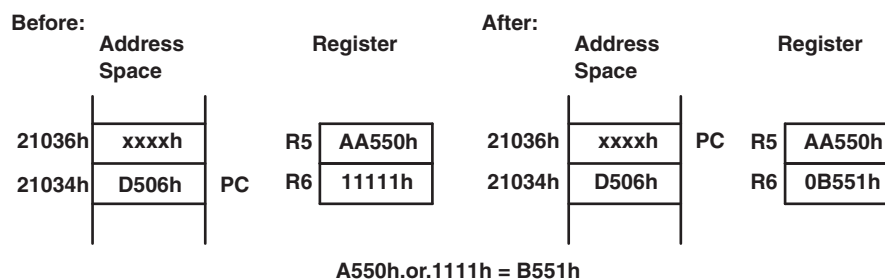 Before:
Address Space
Register
21036h xxxxh
R5 AA550h
21034h D506h PC
R6 11111h
After:
Address Space
Register
21036h xxxxh PC
R5 AA550h
21034h D506h
R6 0B551h
A550h.or.1111h = B551h